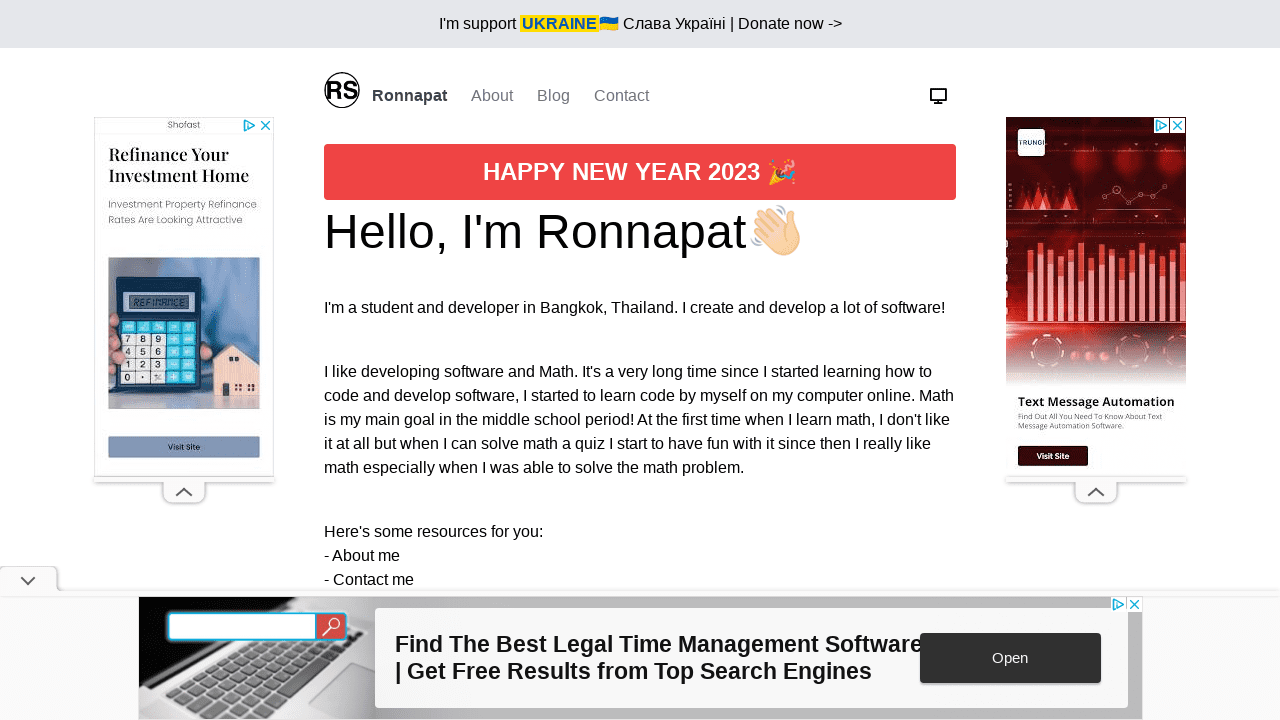 I'm support UKRAINE🇺🇦 Слава Україні | Donate now ->
RS
Ronnapat
About
Blog
Contact
HAPPY NEW YEAR 2023 🎉
Hello, I'm Ronnapat👋🏻
I'm a student and developer in Bangkok, Thailand. I create and develop a lot of software!
I like developing software and Math. It's a very long time since I started learning how to
code and develop software, I started to learn code by myself on my computer online. Math
is my main goal in the middle school period! At the first time when I learn math, I don't like
it at all but when I can solve math a quiz I start to have fun with it since then I really like
math especially when I was able to solve the math problem.
Here's some resources for you:
- About me
- Contact me
Shofast
Refinance Your
Investment Home
Investment Property Refinance
Rates Are Looking Attractive
REFINANCE
7 8 9
4 5 6
1 2 3
0
Visit Site
TRUNGI
Text Message Automation
Find Out All You Need To Know About Text
Message Automation Software.
Visit Site
Find The Best Legal Time Management Software
| Get Free Results from Top Search Engines
Open